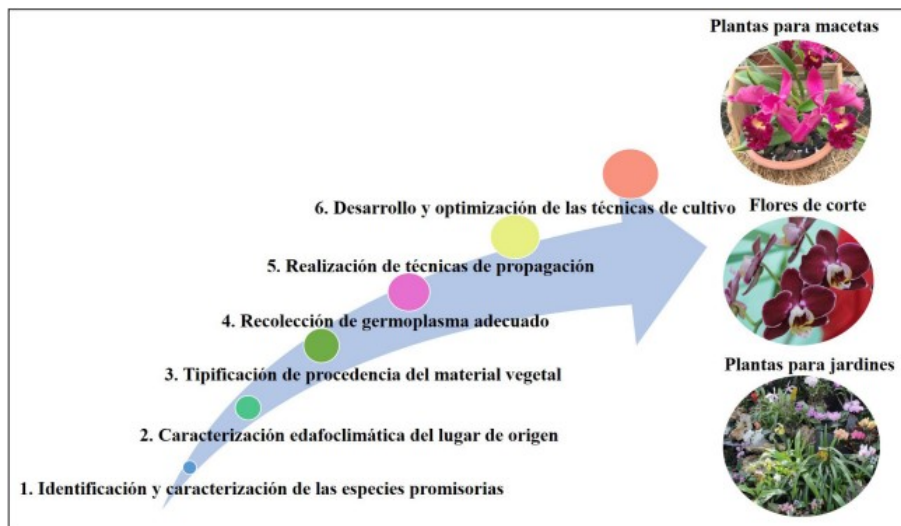 Plantas para macetas
6. Desarrollo y optimización de las técnicas de cultivo
Flores de corte
5. Realización de técnicas de propagación
4. Recolección de germoplasma adecuado
3. Tipificación de procedencia del material vegetal
Plantas para jardines
2. Caracterización edafoclimática del lugar de origen
1. Identificación y caracterización de las especies promisorias